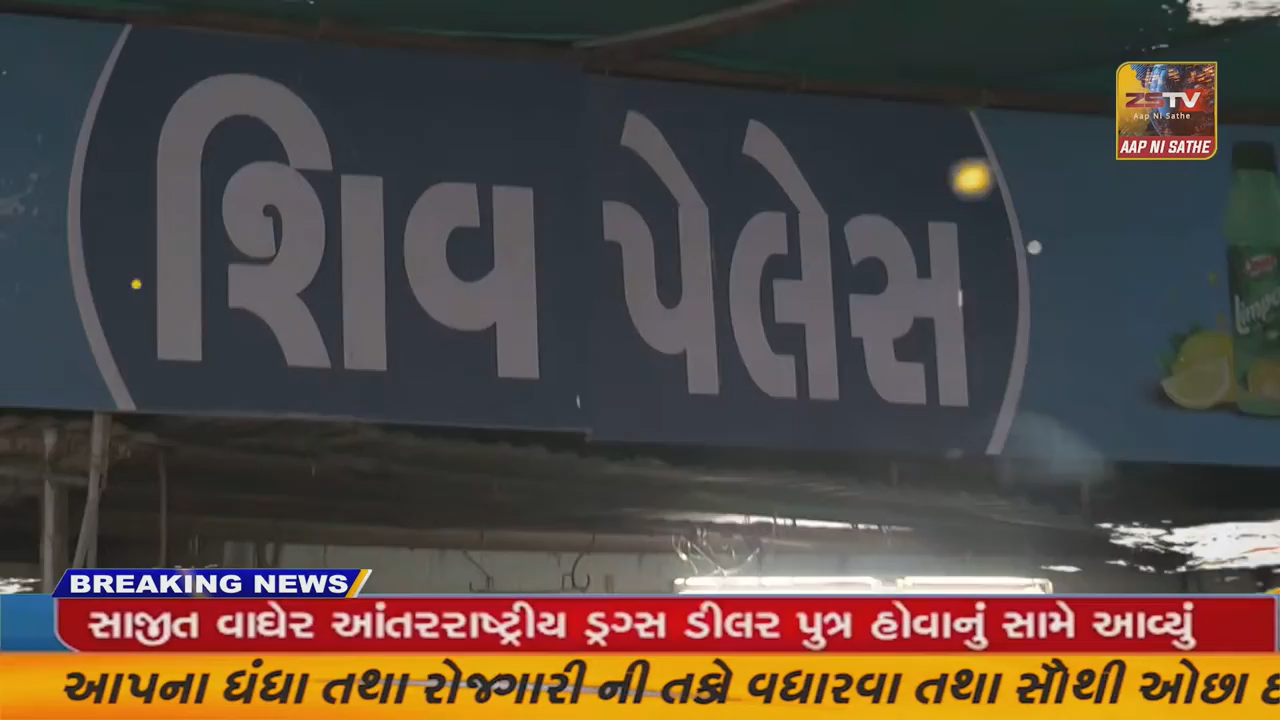 શિવ પેલેસ
ZSTV
Aap Ni Sathe
AAP NI SATHE
BREAKING NEWS
સાજીત વાઘેર આંતરરાષ્ટ્રીય ડ્રગ્સ ડીલર પુત્ર હોવાનું સામે આવ્યું
આપના ધંધા તથા રોજગારી ની તકો વધારવા તથા સૌથી ઓછા